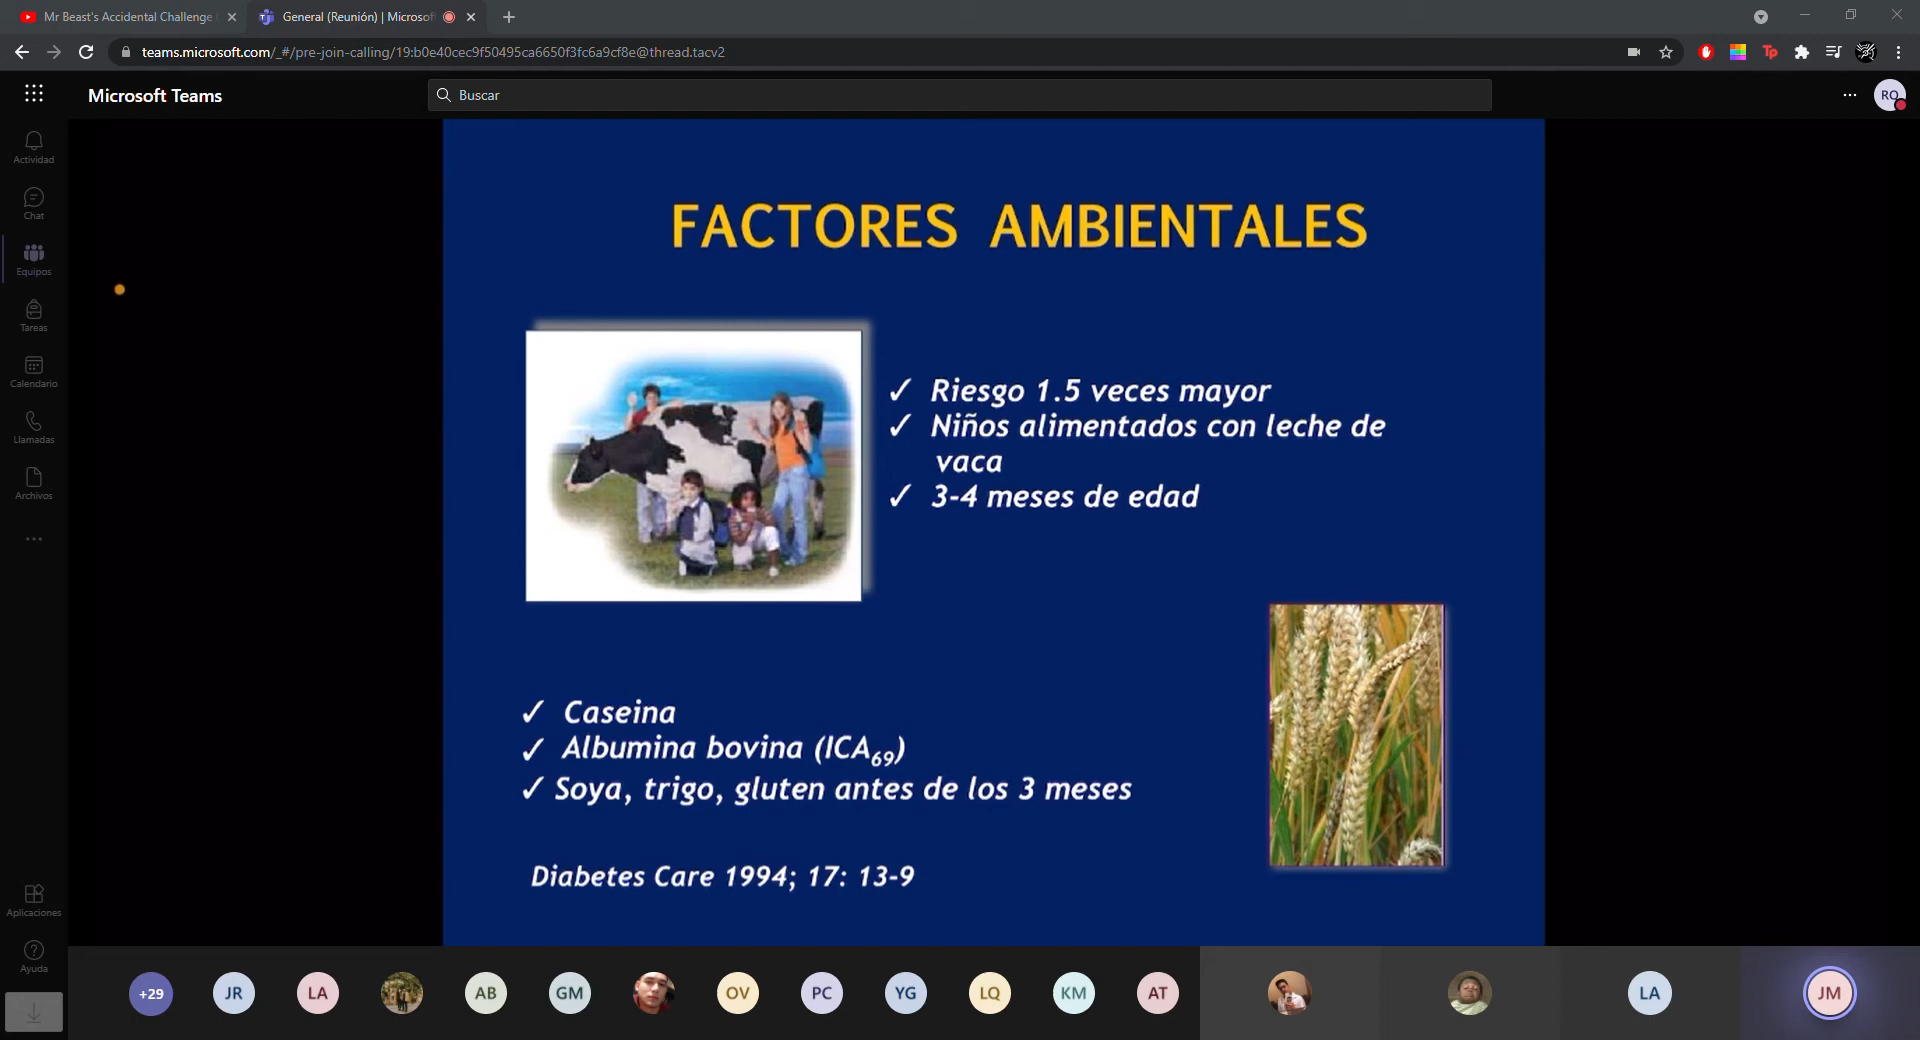 Mr Beast's Accidental Challenge
General (Reunión) | Microsof
teams.microsoft.com/_#/pre-join-calling/19:b0e40cec9f50495ca6650f3fc6a9cf8e@thread.tacv2
Tp
Microsoft Teams
Buscar
RO
Actividad
Chat
Equipos
Tareas
Calendario
Llamadas
Archivos
Aplicaciones
Ayuda
FACTORES AMBIENTALES
✓ Riesgo 1.5 veces mayor
✓ Niños alimentados con leche de
vaca
✓ 3-4 meses de edad
✓ Caseina
✓ Albumina bovina (ICA₆₉)
✓ Soya, trigo, gluten antes de los 3 meses
Diabetes Care 1994; 17: 13-9
+29 JR LA AB GM OV PC YG LQ KM AT LA JM